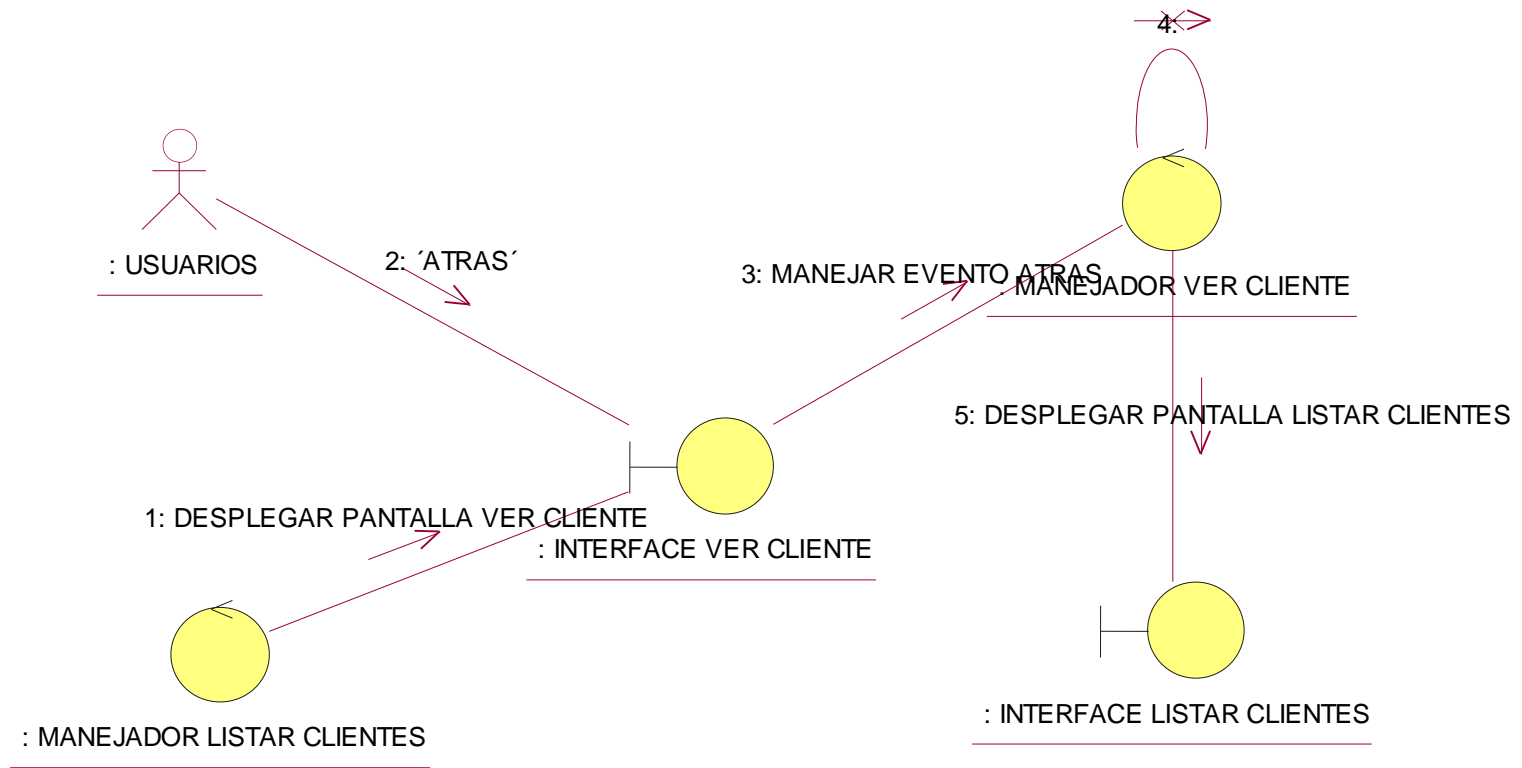 4:
: USUARIOS
2: ´ATRAS´
3: MANEJAR EVENTO ATRAS
: MANEJADOR VER CLIENTE
5: DESPLEGAR PANTALLA LISTAR CLIENTES
1: DESPLEGAR PANTALLA VER CLIENTE
: INTERFACE VER CLIENTE
: INTERFACE LISTAR CLIENTES
: MANEJADOR LISTAR CLIENTES